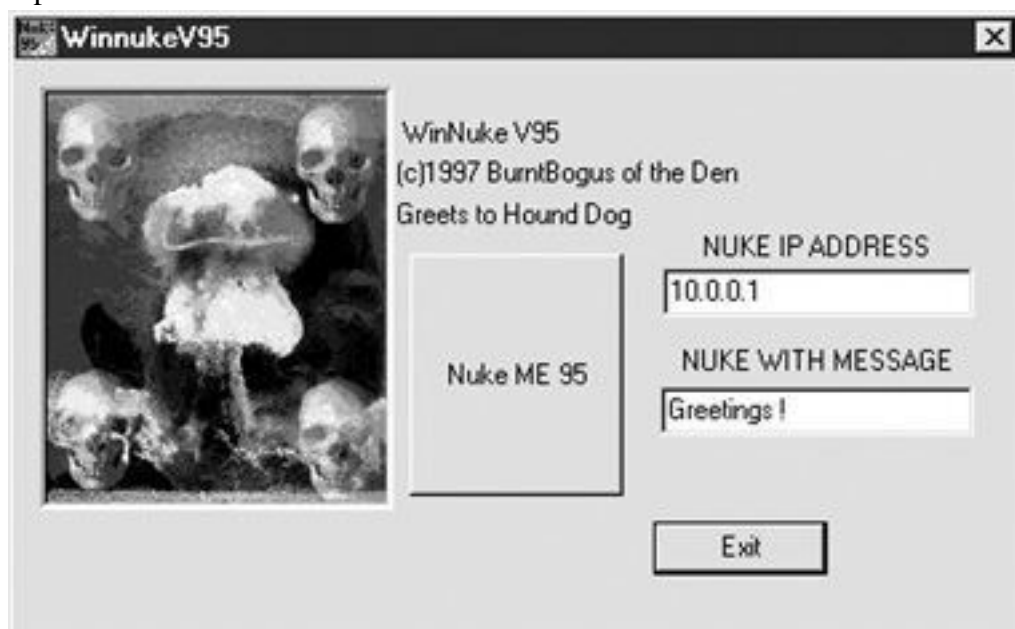 WinnukeV95
WinNuke V95
(c)1997 BurntBogus of the Den
Greets to Hound Dog
NUKE IP ADDRESS
10.0.0.1
Nuke ME 95
NUKE WITH MESSAGE
Greetings !
Exit